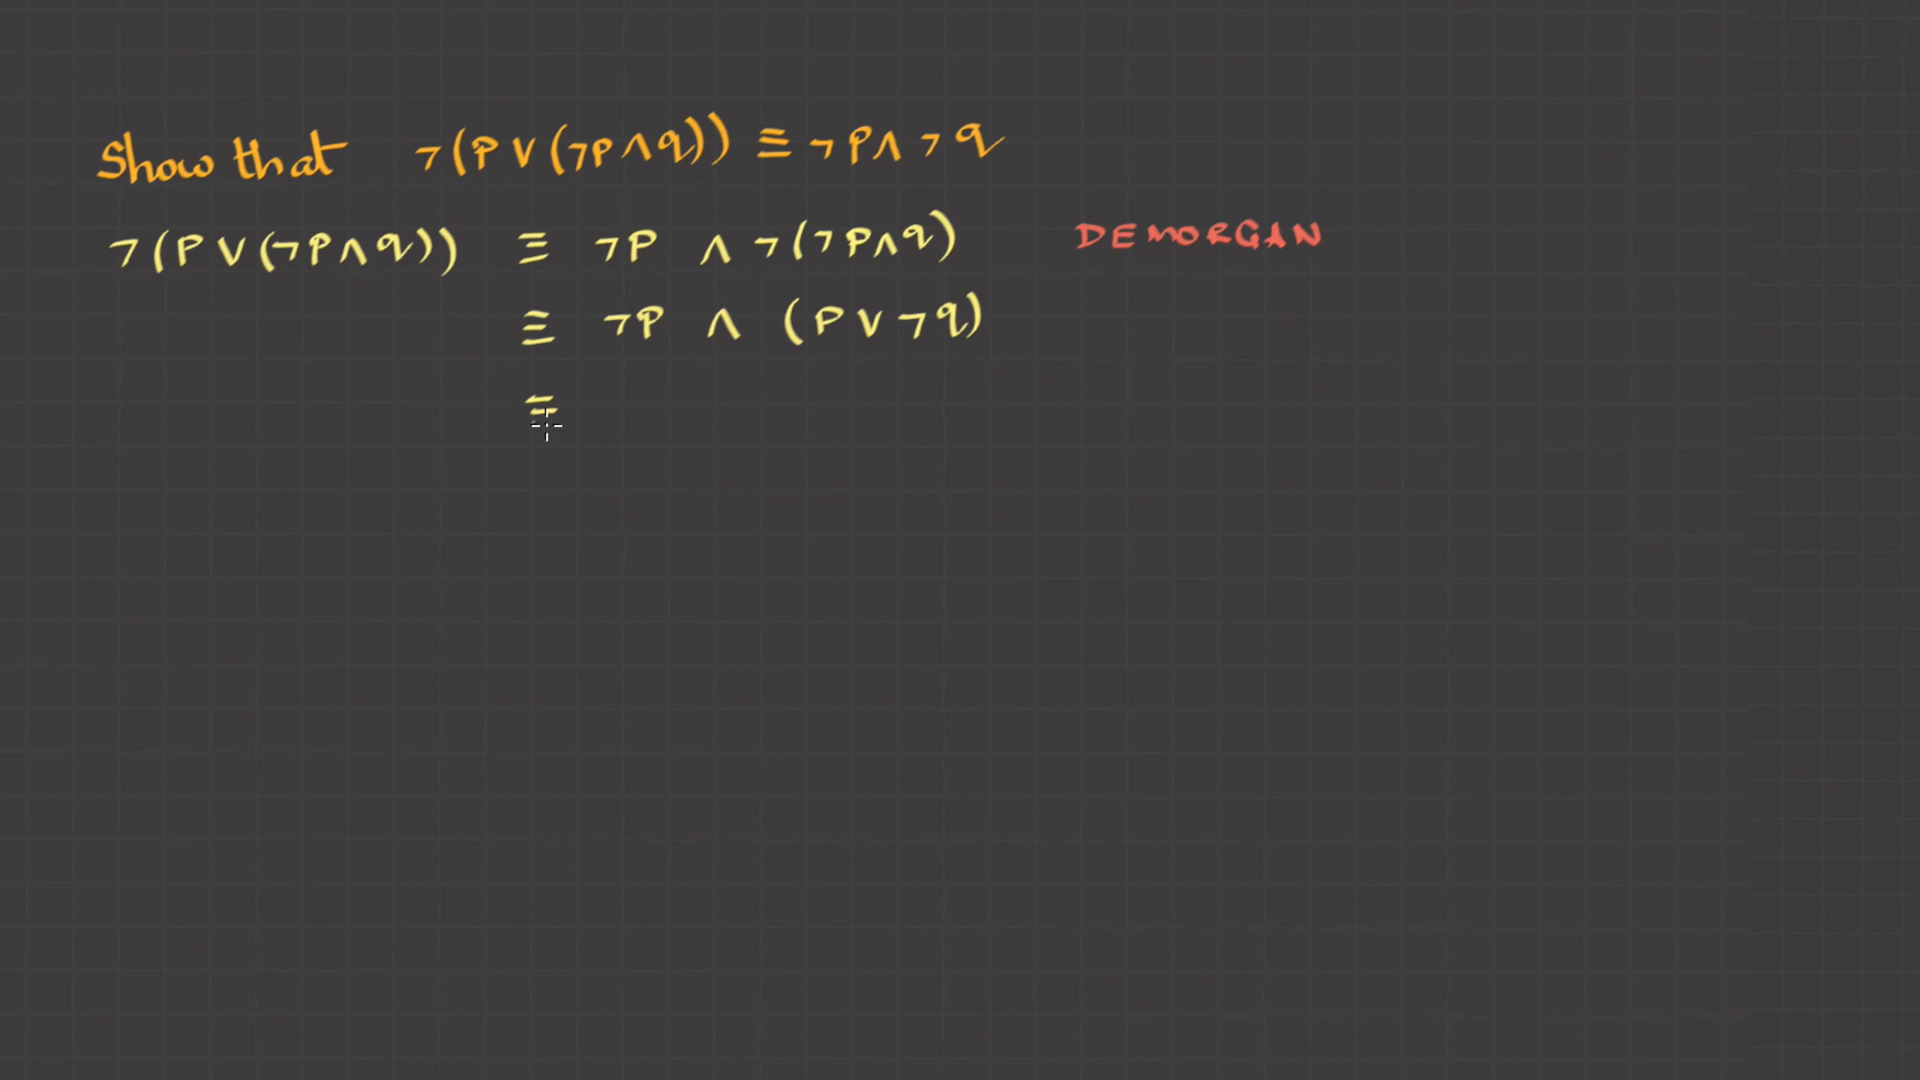 Show that ¬(P∨(¬P∧q)) ≡ ¬P∧¬q
¬(P∨(¬P∧q)) ≡ ¬P ∧ ¬(¬P∧q) DEMORGAN
≡ ¬P ∧ (P∨¬q)
≡